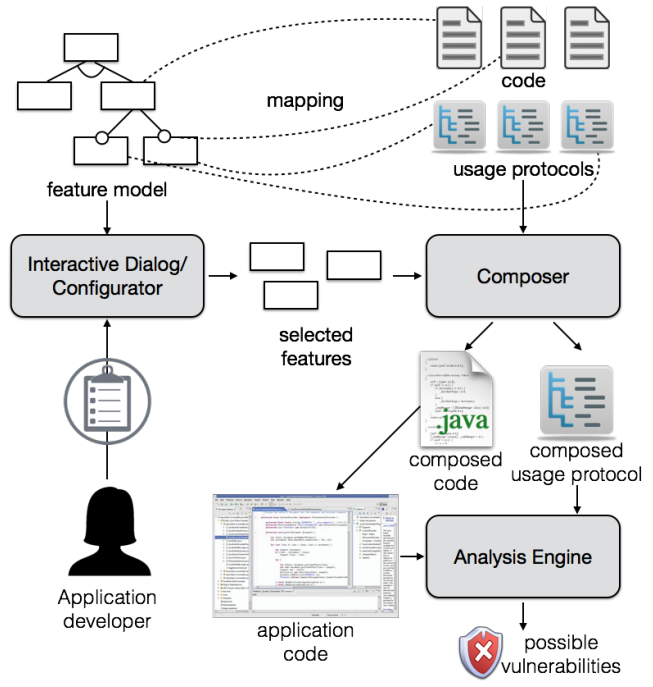 code
mapping
usage protocols
feature model
Interactive Dialog/
Configurator
Composer
selected
features
.java
composed
code
composed
usage protocol
Analysis Engine
Application
developer
application
code
possible
vulnerabilities